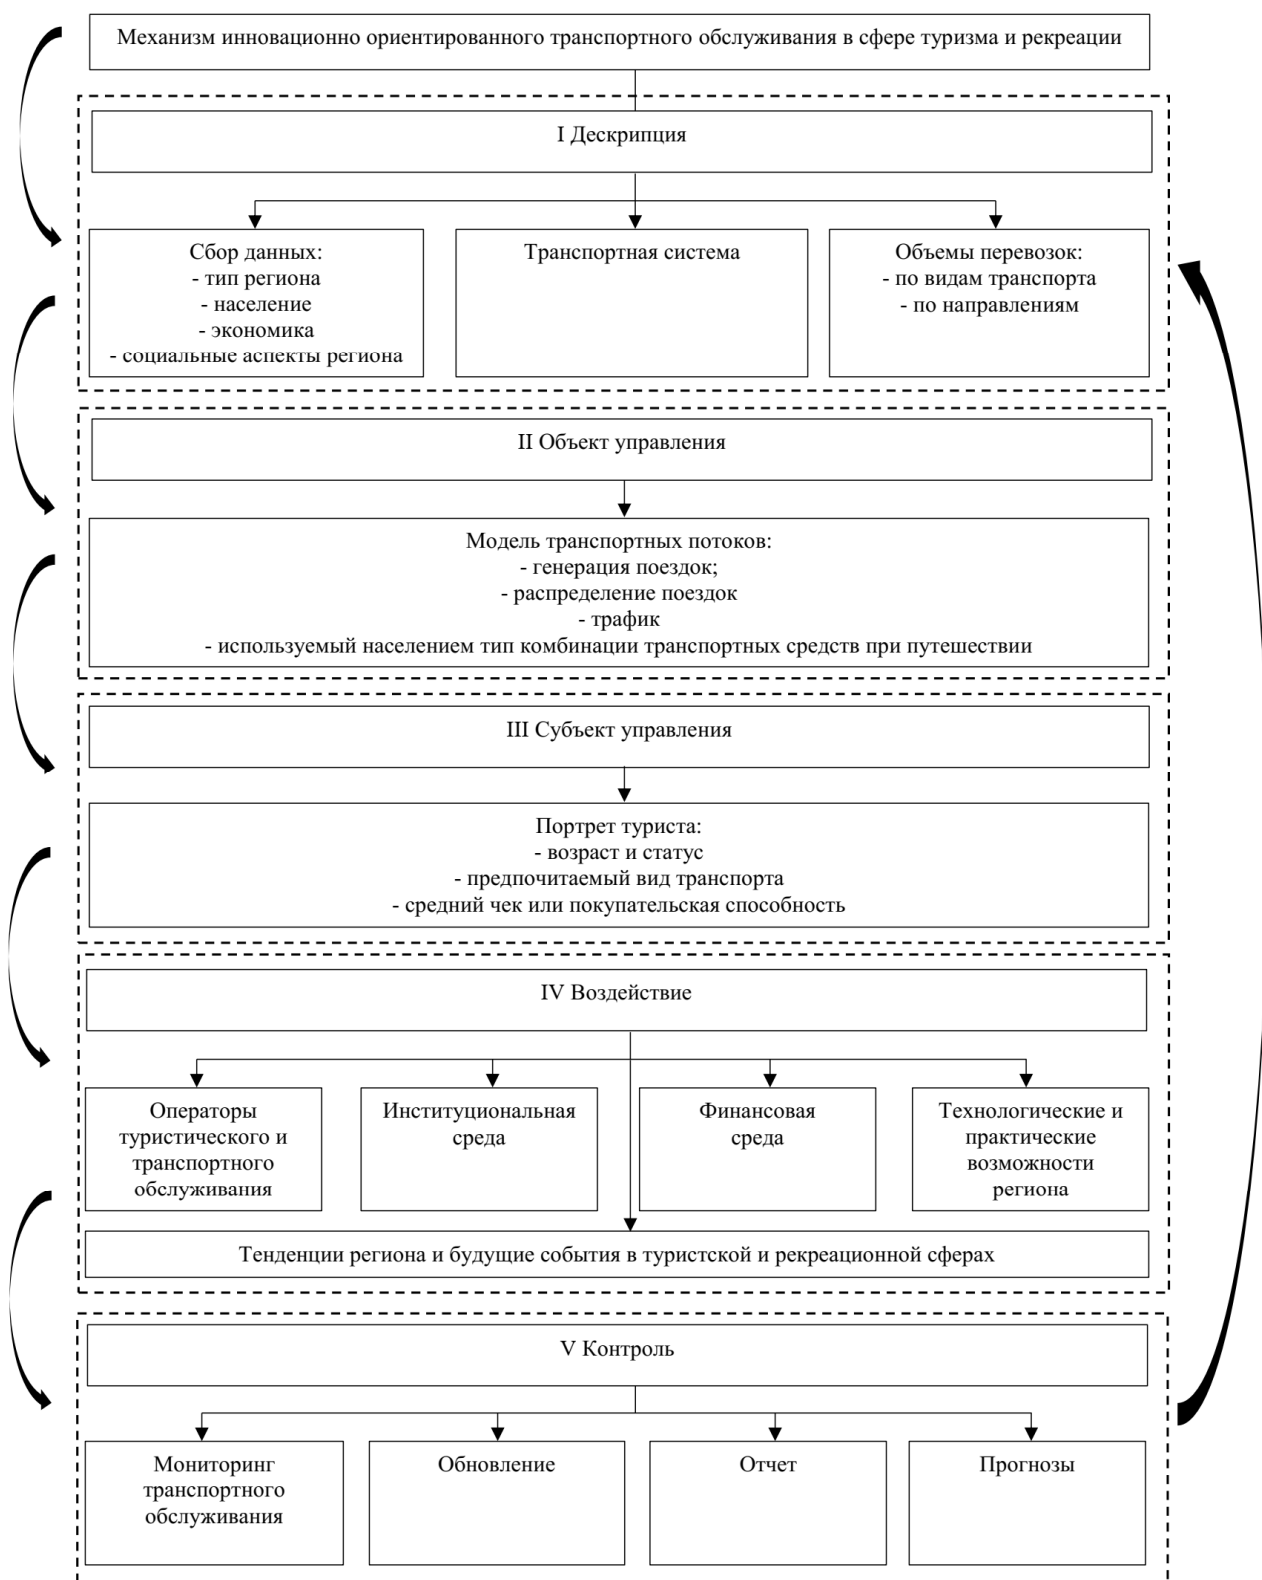 Механизм инновационно ориентированного транспортного обслуживания в сфере туризма и рекреации
I Дескрипция
Сбор данных:
- тип региона
- население
- экономика
- социальные аспекты региона
Транспортная система
Объемы перевозок:
- по видам транспорта
- по направлениям
II Объект управления
Модель транспортных потоков:
- генерация поездок;
- распределение поездок
- трафик
- используемый населением тип комбинации транспортных средств при путешествии
III Субъект управления
Портрет туриста:
- возраст и статус
- предпочитаемый вид транспорта
- средний чек или покупательская способность
IV Воздействие
Операторы
туристического и
транспортного
обслуживания
Институциональная
среда
Финансовая
среда
Технологические и
практические
возможности
региона
Тенденции региона и будущие события в туристской и рекреационной сферах
V Контроль
Мониторинг
транспортного
обслуживания
Обновление
Отчет
Прогнозы